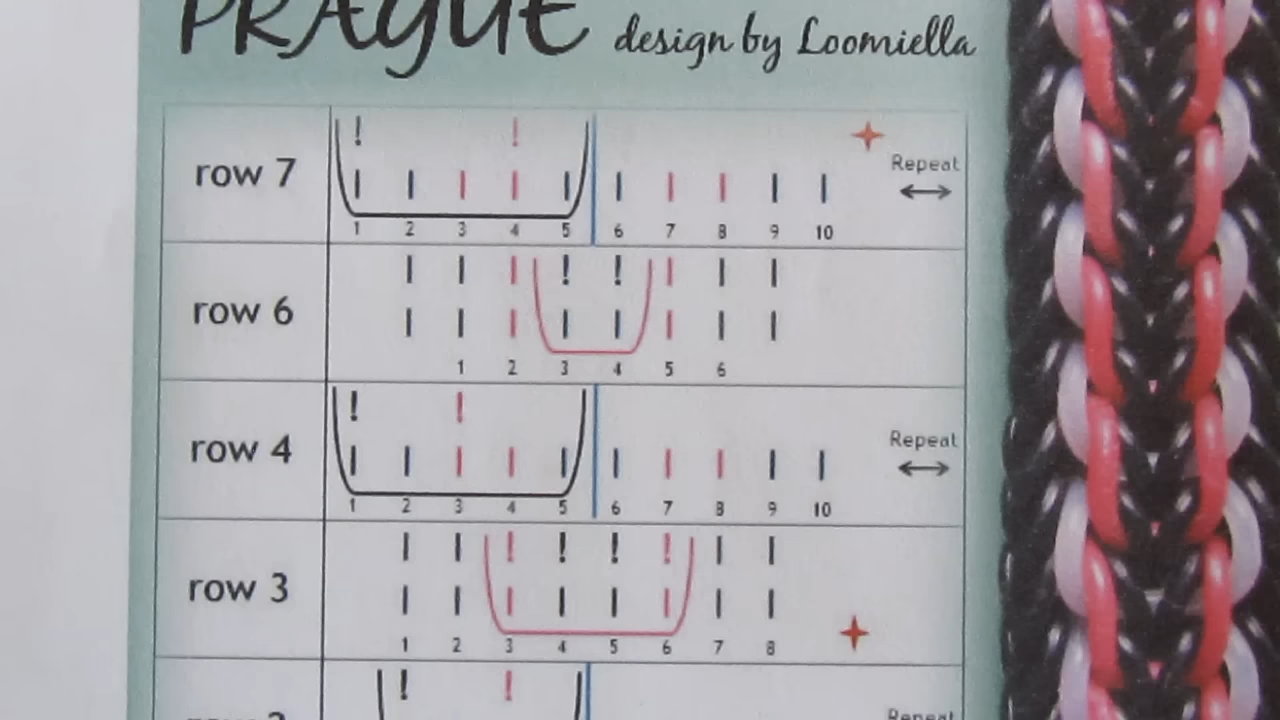 PRAGUE design by Loomiella
Repeat
row 7
1 2 3 4 5 6 7 8 9 10
row 6
1 2 3 4 5 6
Repeat
row 4
1 2 3 4 5 6 7 8 9 10
row 3
1 2 3 4 5 6 7 8
Repeat